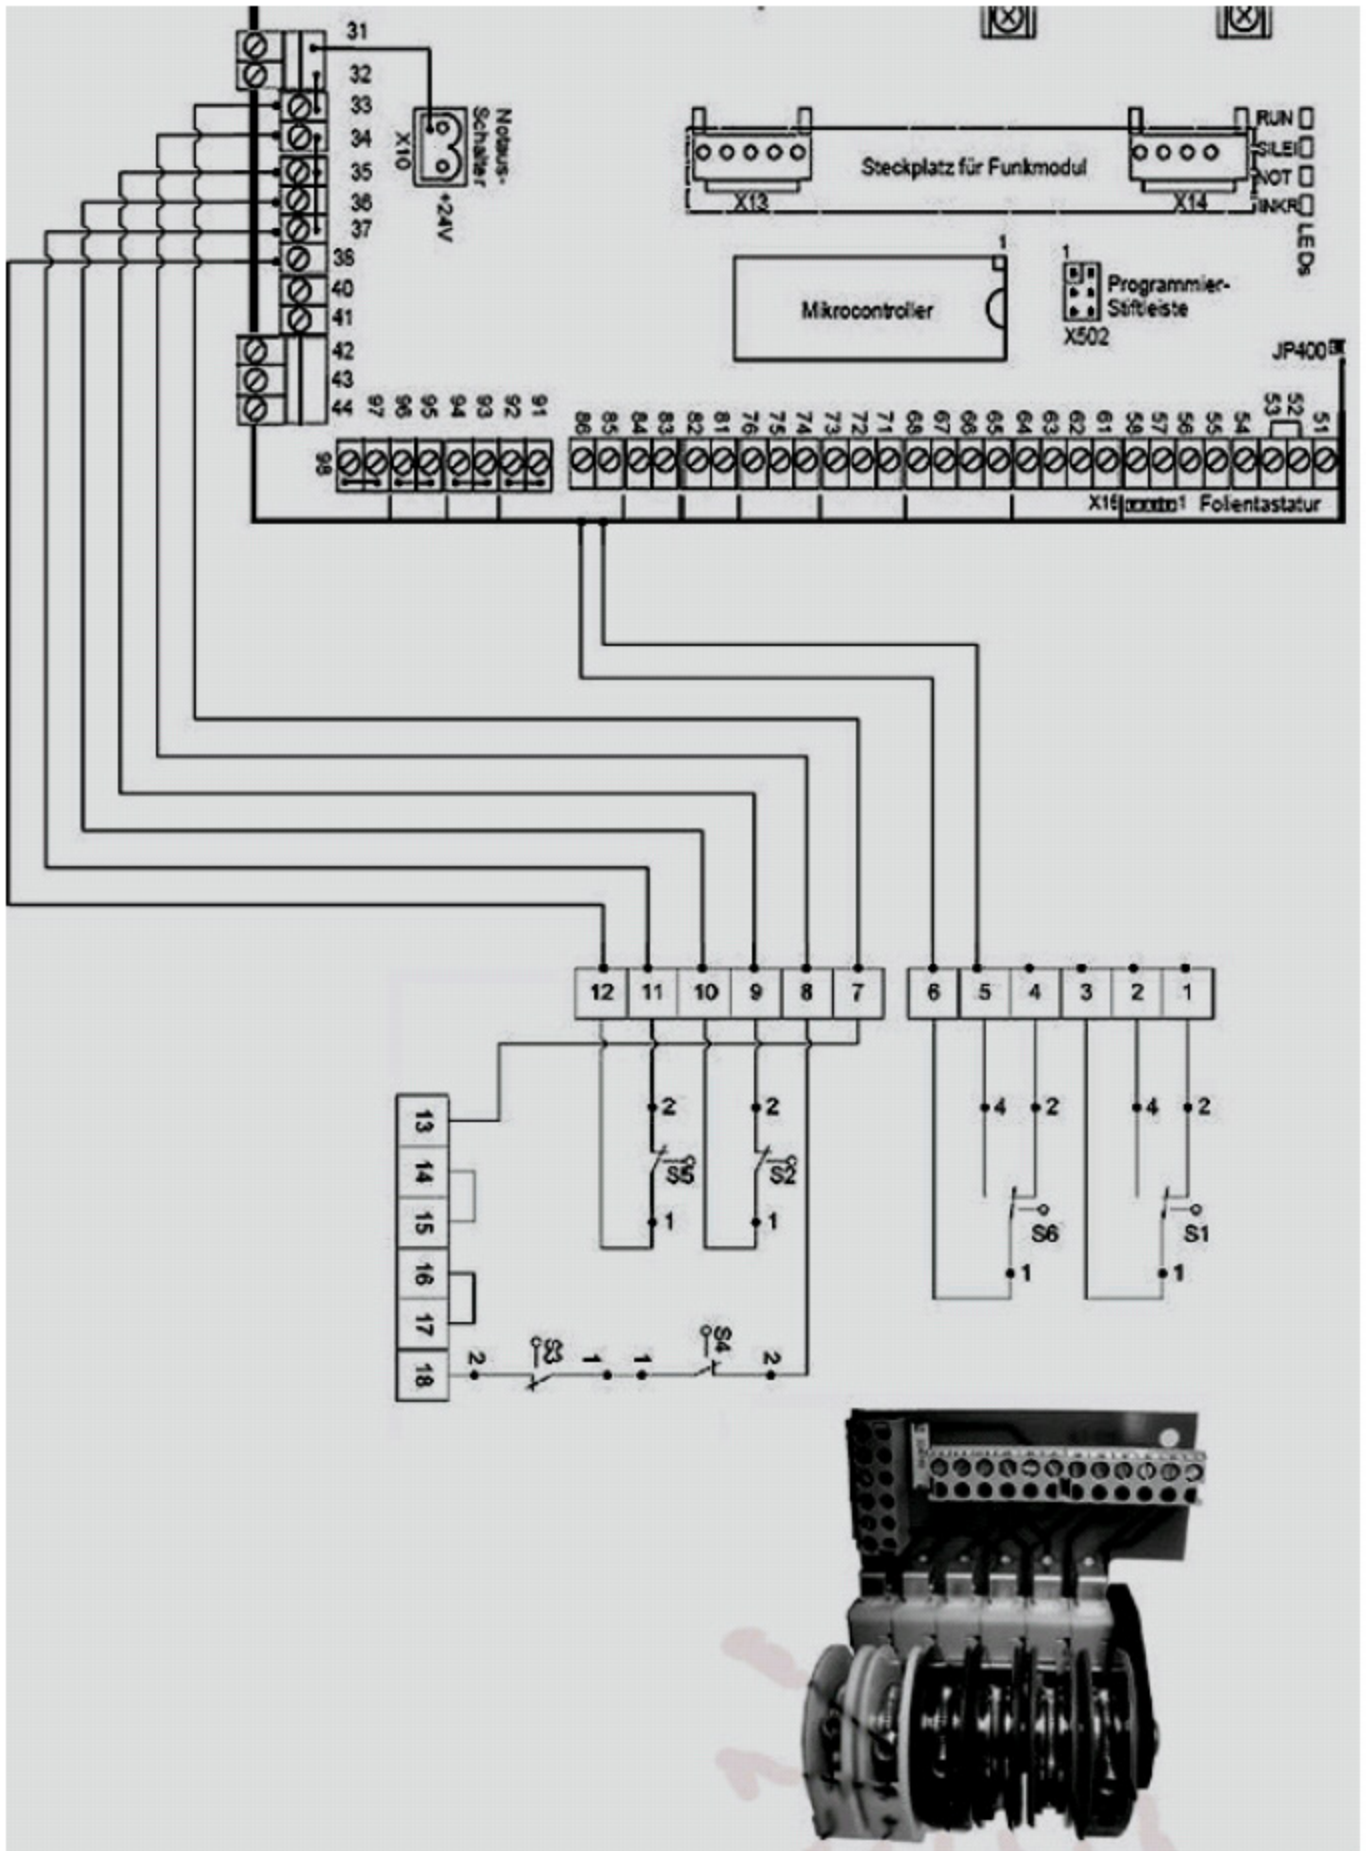 31
32
33
34
35
36
37
38
40
41
42
43
44
X10
Notaus-
Schalter
+24V
X13
Steckplatz für Funkmodul
X14
RUN
NOT
LEDs
Mikrocontroller
1
1
Programmier-
Stiftleiste
X502
JP400
98 97 96 95 94 93 92 91
86 85 84 83 82 81 76 75 74 73 72 71 68 67 66 65 64 63 62 61 58 57 56 55 54 53 52 51
1 Folientastatur
12 11 10 9 8 7
6 5 4 3 2 1
2 2
4 2 4 2
S2
1 1
S6 S1
1 1
13
14
15
16
17
18
2 S3 1 1 S4 2